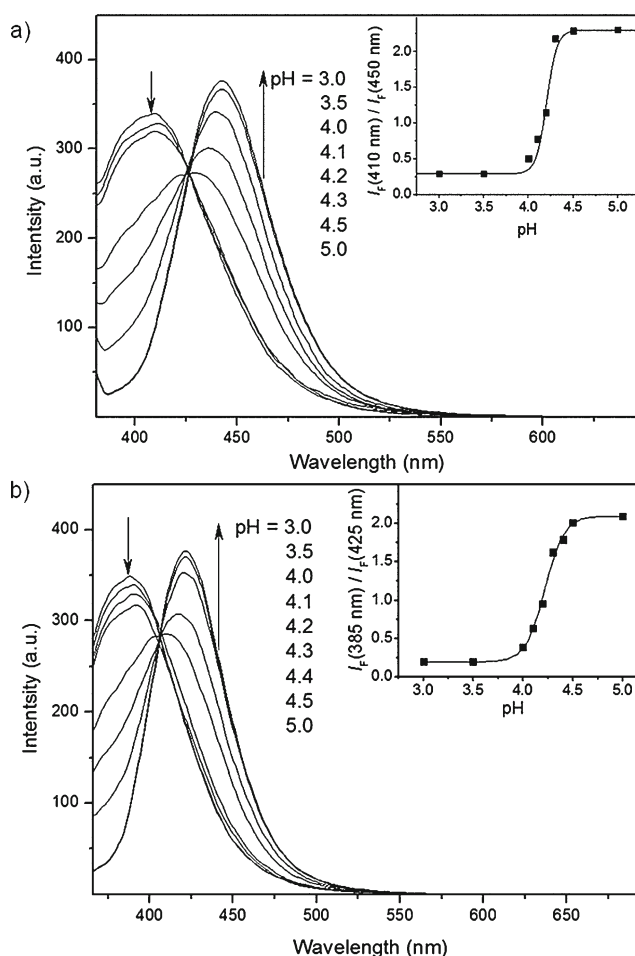 a)
400
300
200
100
Intentsity (a.u.)
pH = 3.0
3.5
4.0
4.1
4.2
4.3
4.5
5.0
2.0
1.5
1.0
0.5
0.0
I_F(410 nm) / I_F(450 nm)
3.0 3.5 4.0 4.5 5.0
pH
400 450 500 550 600
Wavelength (nm)
b)
400
300
200
100
Intentsity (a.u.)
pH = 3.0
3.5
4.0
4.1
4.2
4.3
4.4
4.5
5.0
2.0
1.5
1.0
0.5
0.0
I_F(385 nm) / I_F(425 nm)
3.0 3.5 4.0 4.5 5.0
pH
400 425 450 500 550 600 650
Wavelength (nm)